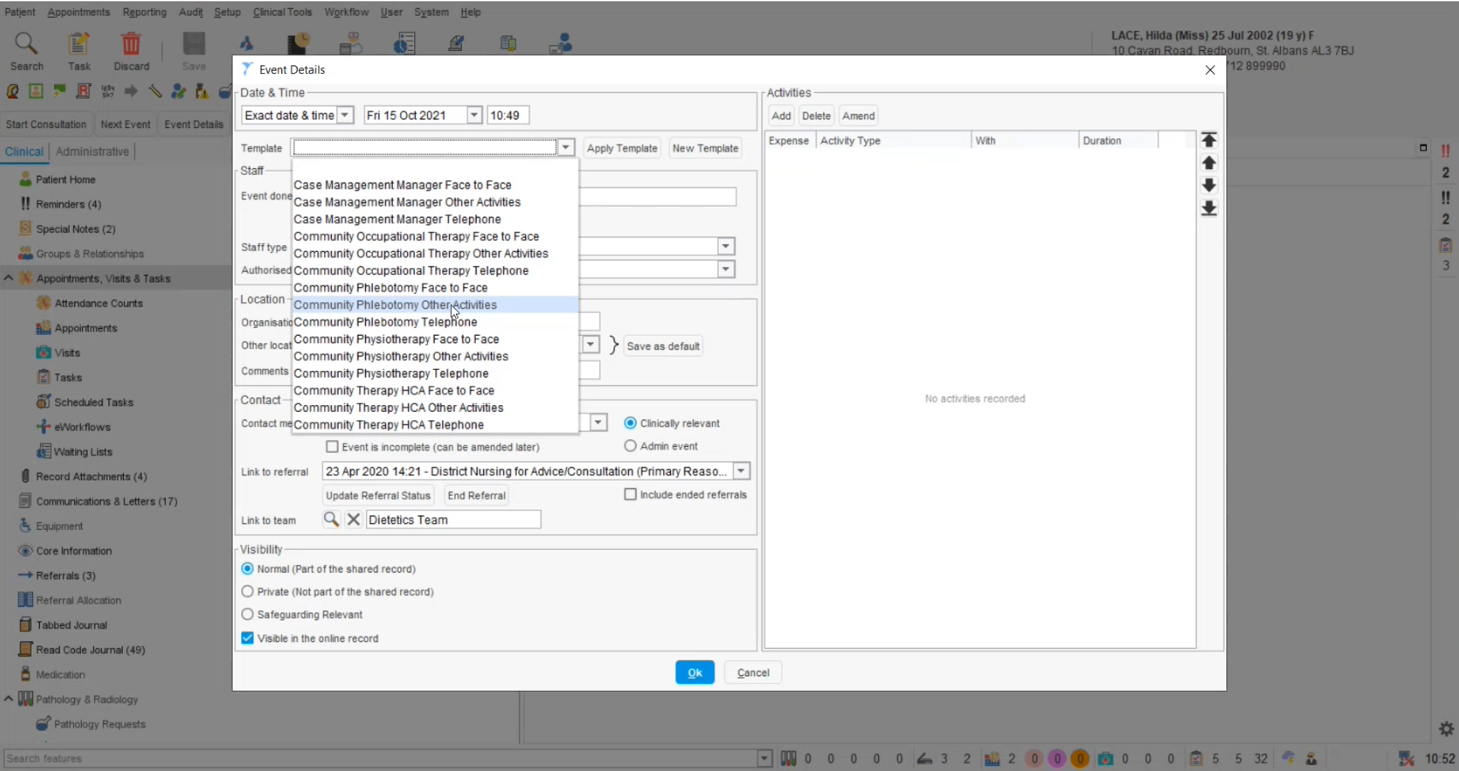 Patient Appointments Reporting Audit Setup Clinical Tools Workflow User System Help
Search Task Discard Save
LACE, Hilda (Miss) 25 Jul 2002 (19 y) F
10 Cavan Road, Redbourn, St. Albans AL3 7BJ
712 899990
Start Consultation Next Event Event Details
Clinical Administrative
Patient Home
Reminders (4)
Special Notes (2)
Groups & Relationships
Appointments, Visits & Tasks
Attendance Counts
Appointments
Visits
Tasks
Scheduled Tasks
eWorkflows
Waiting Lists
Record Attachments (4)
Communications & Letters (17)
Equipment
Core Information
Referrals (3)
Referral Allocation
Tabbed Journal
Read Code Journal (49)
Medication
Pathology & Radiology
Pathology Requests
Event Details
Date & Time
Exact date & time Fri 15 Oct 2021 10:49
Template Apply Template New Template
Staff
Event done
Staff type
Authorised
Case Management Manager Face to Face
Case Management Manager Other Activities
Case Management Manager Telephone
Community Occupational Therapy Face to Face
Community Occupational Therapy Other Activities
Community Occupational Therapy Telephone
Community Phlebotomy Face to Face
Community Phlebotomy Other Activities
Community Phlebotomy Telephone
Community Physiotherapy Face to Face
Community Physiotherapy Other Activities
Community Physiotherapy Telephone
Community Therapy HCA Face to Face
Community Therapy HCA Other Activities
Community Therapy HCA Telephone
Location
Organisatio
Other locat } Save as default
Comments
Contact
Contact me Clinically relevant
Event is incomplete (can be amended later) Admin event
Link to referral 23 Apr 2020 14:21 - District Nursing for Advice/Consultation (Primary Reaso...
Update Referral Status End Referral Include ended referrals
Link to team Dietetics Team
Visibility
Normal (Part of the shared record)
Private (Not part of the shared record)
Safeguarding Relevant
Visible in the online record
Activities
Add Delete Amend
Expense Activity Type With Duration
No activities recorded
Ok Cancel
!!
2
!!
2
3
Search features 0 0 0 0 0 3 2 2 0 0 0 0 0 0 5 5 32 10:52